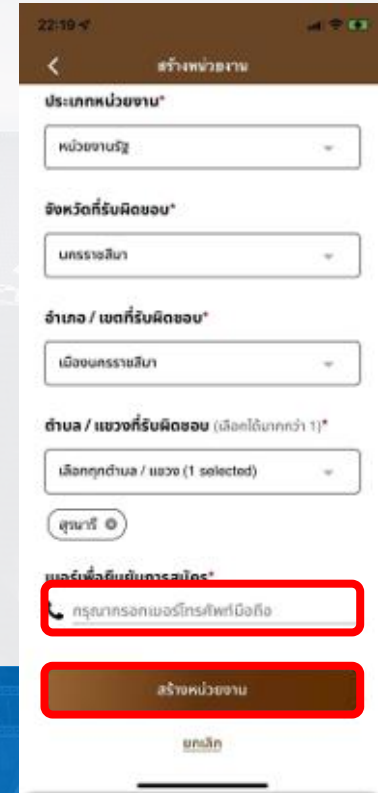 22:19
สร้างหน่วยงาน
ประเภทหน่วยงาน*
หน่วยงานรัฐ
จังหวัดที่รับผิดชอบ*
นครราชสีมา
อำเภอ / เขตที่รับผิดชอบ*
เมืองนครราชสีมา
ตำบล / แขวงที่รับผิดชอบ (เลือกได้มากกว่า 1)*
เลือกทุกตำบล / แขวง (1 selected)
สุรนารี
เบอร์เพื่อยืนยันการสมัคร*
กรุณากรอกเบอร์โทรศัพท์มือถือ
สร้างหน่วยงาน
ยกเลิก